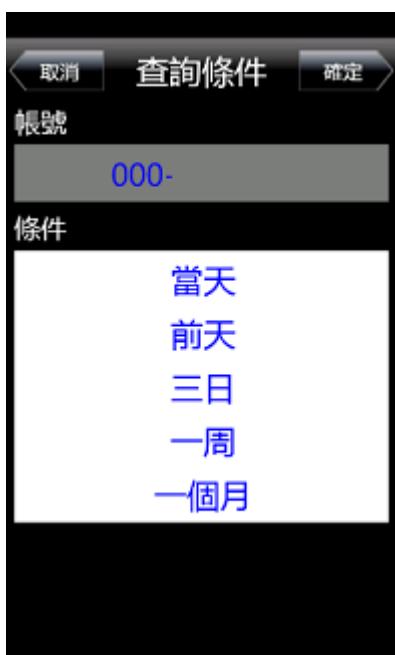 取消 查詢條件 確定
帳號
000-
條件
當天
前天
三日
一周
一個月